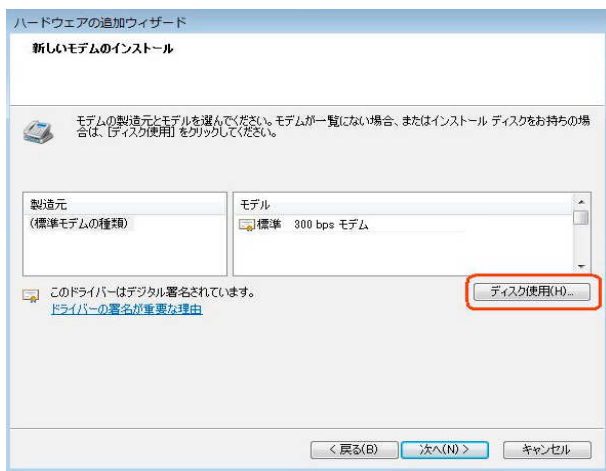 ハードウェアの追加ウィザード
新しいモデムのインストール
モデムの製造元とモデルを選んでください。モデムが一覧にない場合、またはインストール ディスクをお持ちの場
合は、[ディスク使用] をクリックしてください。
製造元
(標準モデムの種類)
モデル
標準 300 bps モデム
このドライバーはデジタル署名されています。
ドライバーの署名が重要な理由
ディスク使用(H)...
< 戻る(B)
次へ(N) >
キャンセル